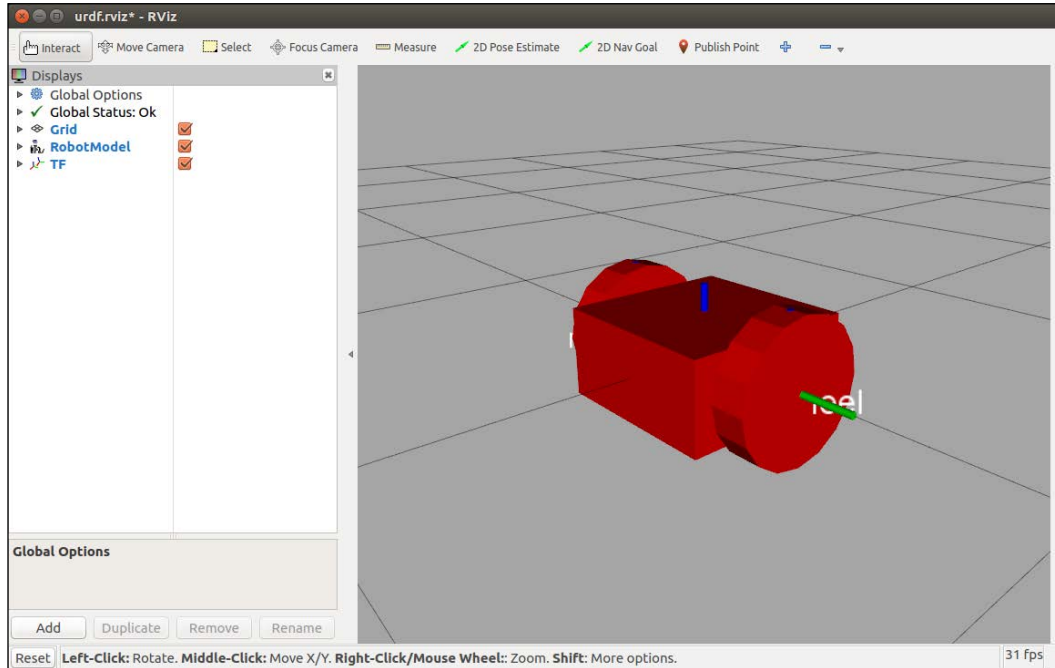 urdf.rviz* - RViz
Interact Move Camera Select Focus Camera Measure 2D Pose Estimate 2D Nav Goal Publish Point
Displays
Global Options
Global Status: Ok
Grid
RobotModel
TF
Global Options
Add Duplicate Remove Rename
Reset Left-Click: Rotate. Middle-Click: Move X/Y. Right-Click/Mouse Wheel:: Zoom. Shift: More options. 31 fps